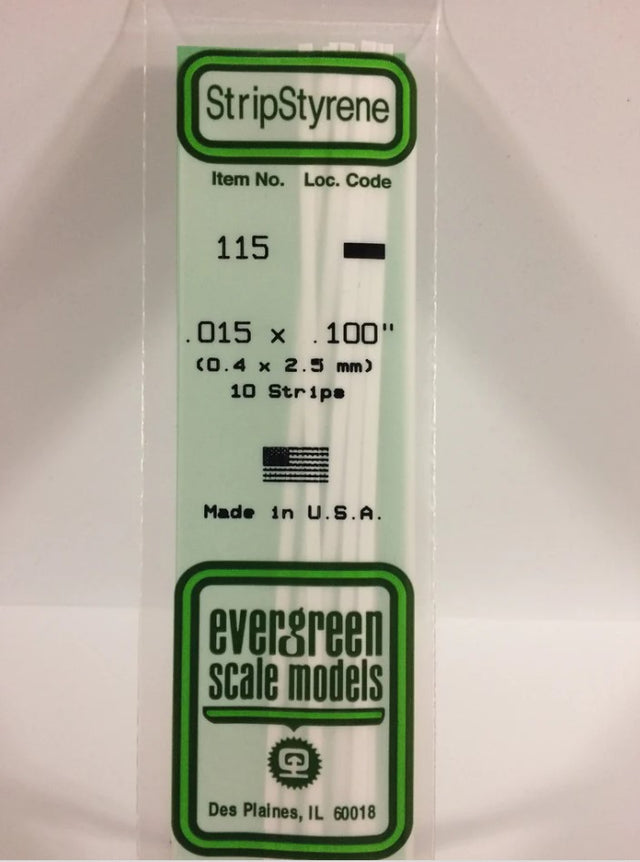 StripStyrene
Item No. Loc. Code
115
.015 x .100"
(0.4 x 2.5 mm)
10 Strips
Made in U.S.A.
evergreen
scale models
Des Plaines, IL 60018